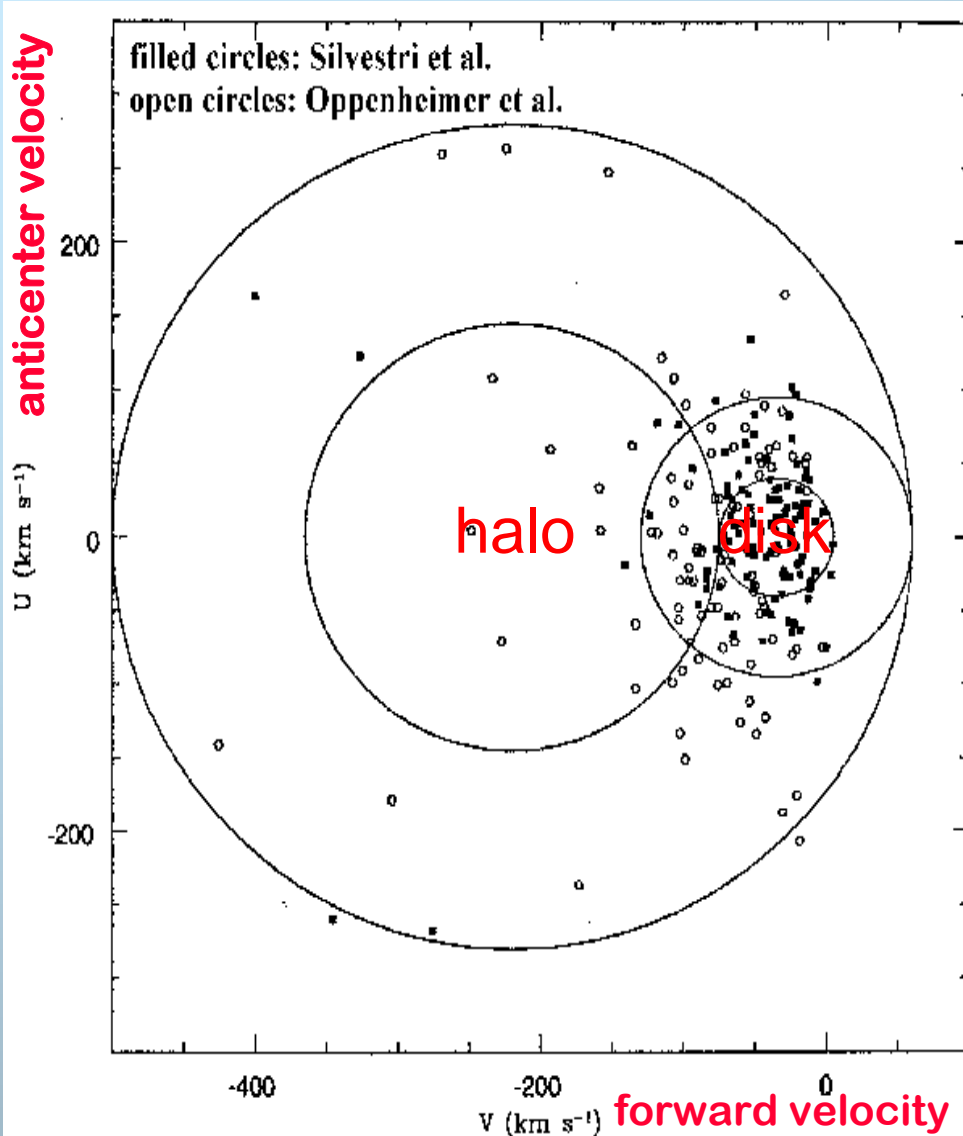 anticenter velocity
filled circles: Silvestri et al.
open circles: Oppenheimer et al.
200
0
-200
U (km s⁻¹)
halo
disk
-400
-200
0
V (km s⁻¹)
forward velocity